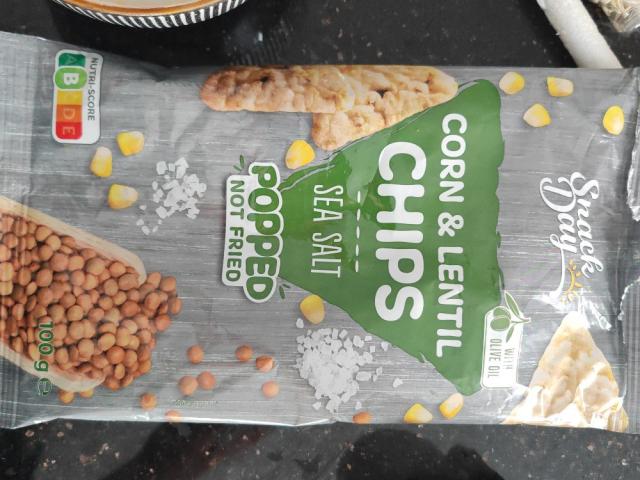 Snack
Day
WITH
OLIVE OIL
CORN & LENTIL
CHIPS
SEA SALT
POPPED
NOT FRIED
NUTRI-SCORE
A B C D E
100 g e